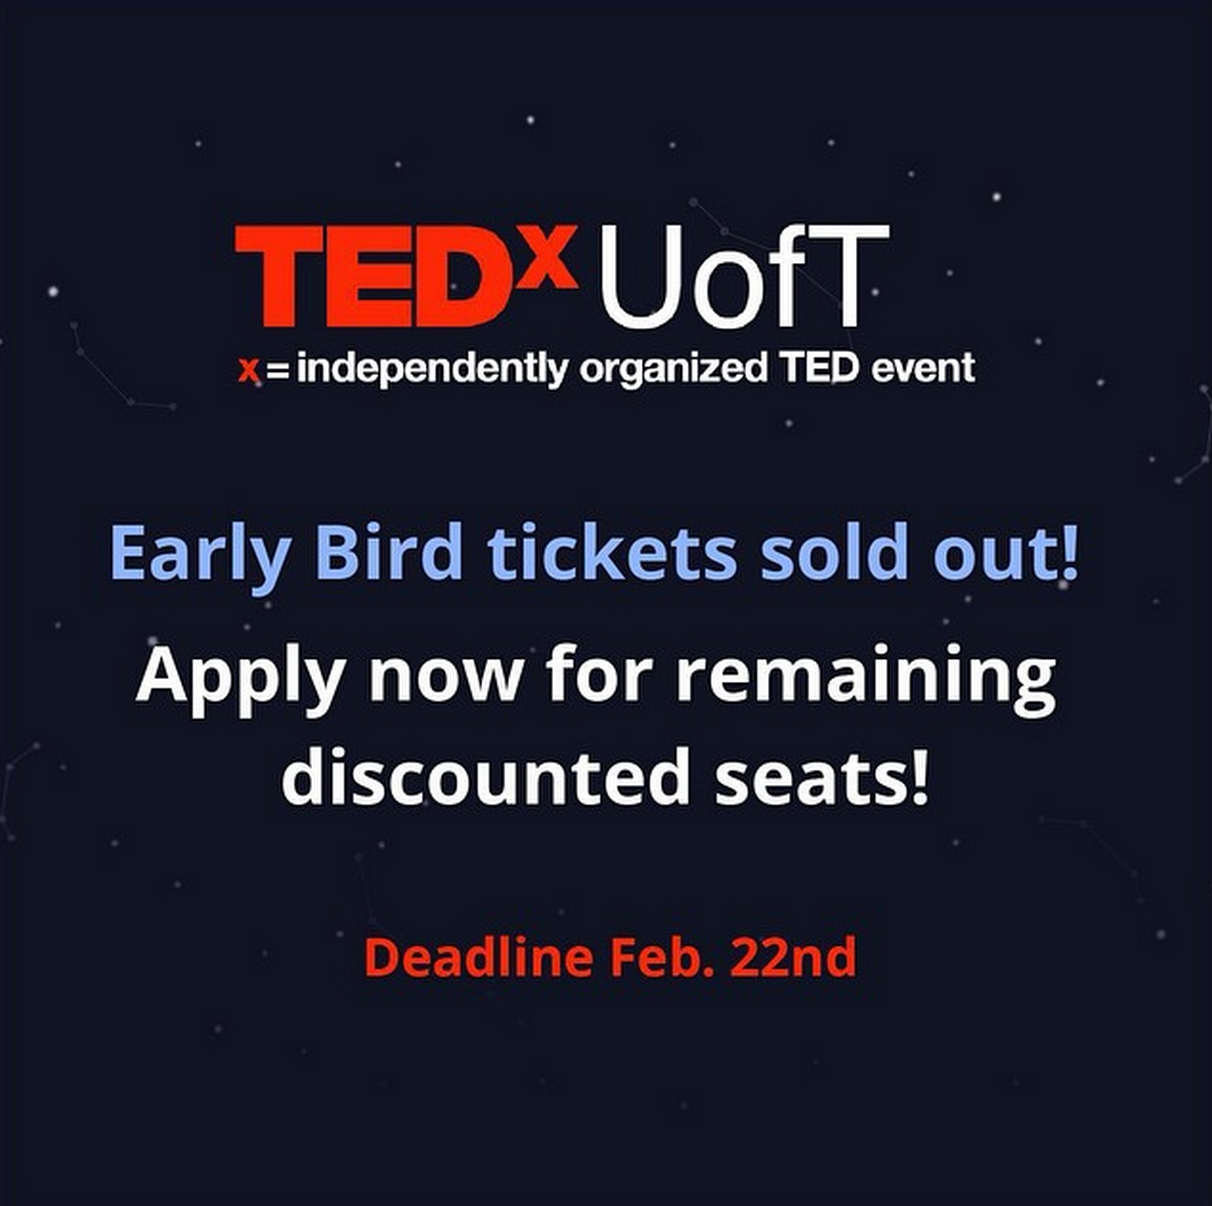 TEDx UofT
x = independently organized TED event
Early Bird tickets sold out!
Apply now for remaining
discounted seats!
Deadline Feb. 22nd